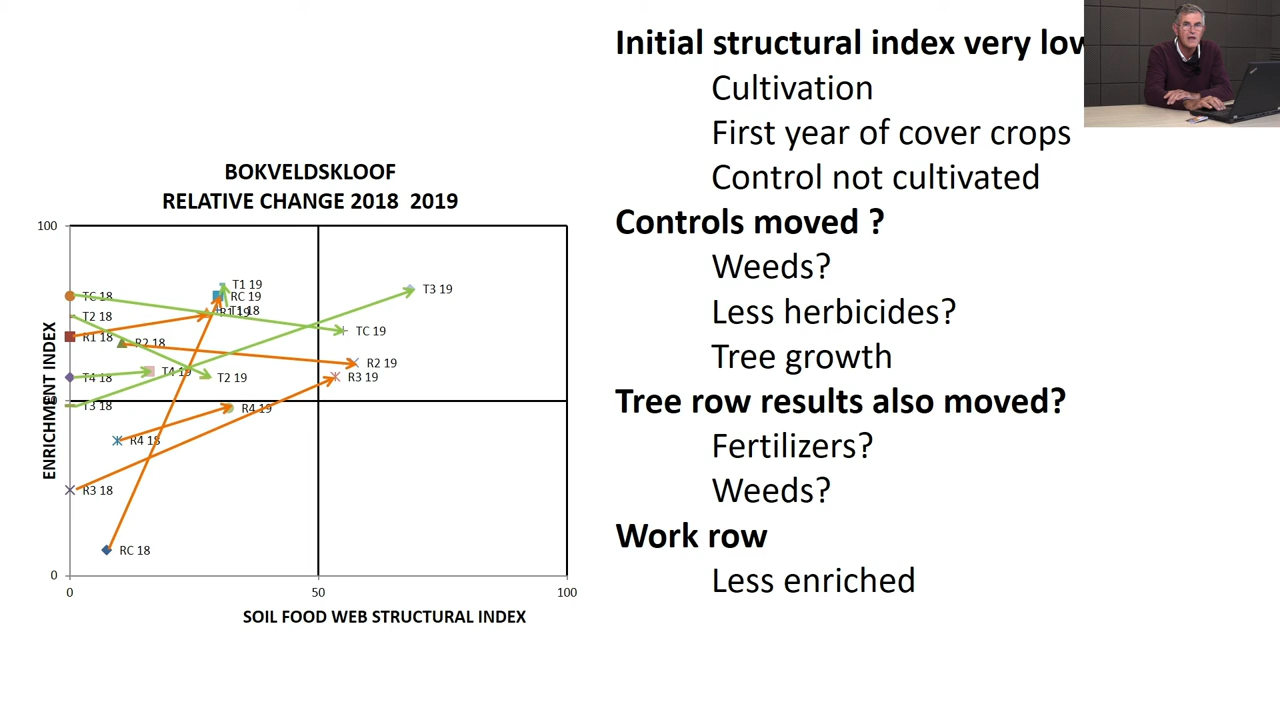 Initial structural index very low
Cultivation
First year of cover crops
Control not cultivated
Controls moved ?
Weeds?
Less herbicides?
Tree growth
Tree row results also moved?
Fertilizers?
Weeds?
Work row
Less enriched
BOKVELDSKLOOF
RELATIVE CHANGE 2018 2019
100
ENRICHMENT INDEX
TC 18
T2 18
R1 18
R2 18
T4 18
T3 18
50
R4 18
R3 18
RC 18
T1 19
RC 19
T1 18
R1 19
T3 19
TC 19
R2 19
R3 19
T4 19
T2 19
R4 19
0
0
50
100
SOIL FOOD WEB STRUCTURAL INDEX